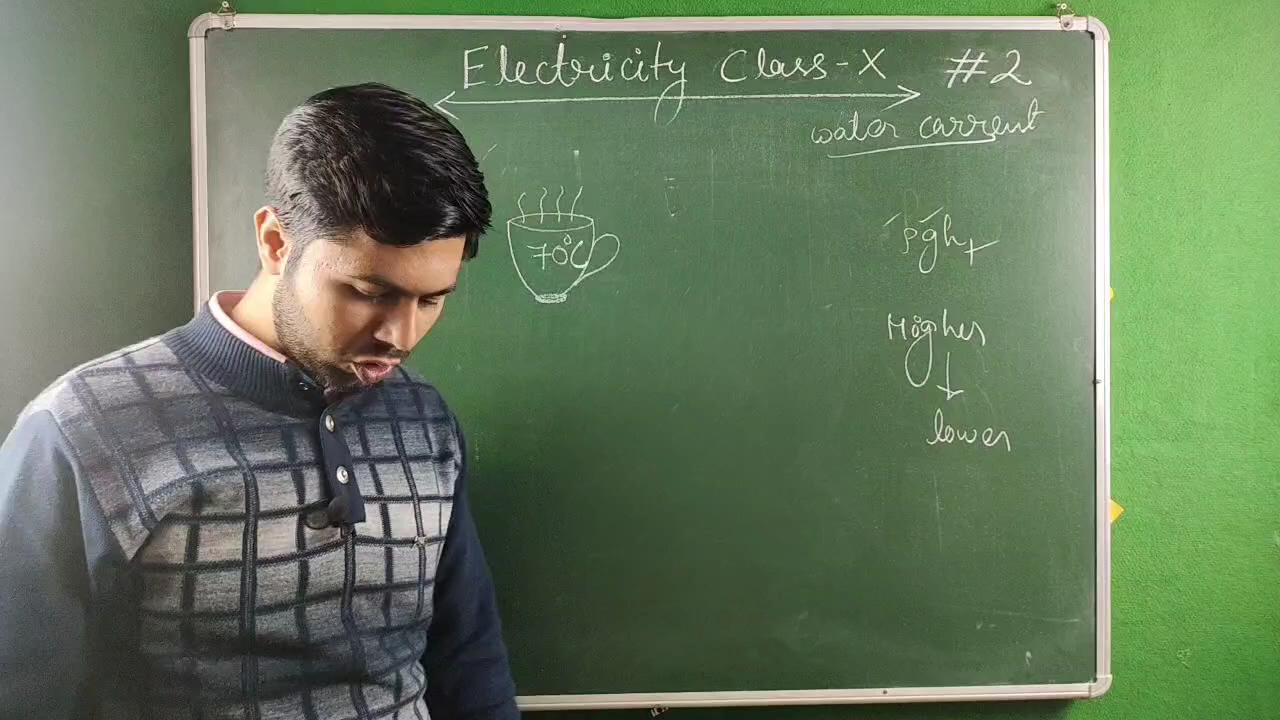 Electricity Class-X #2
water current
70°C
ρgh
Higher
lower